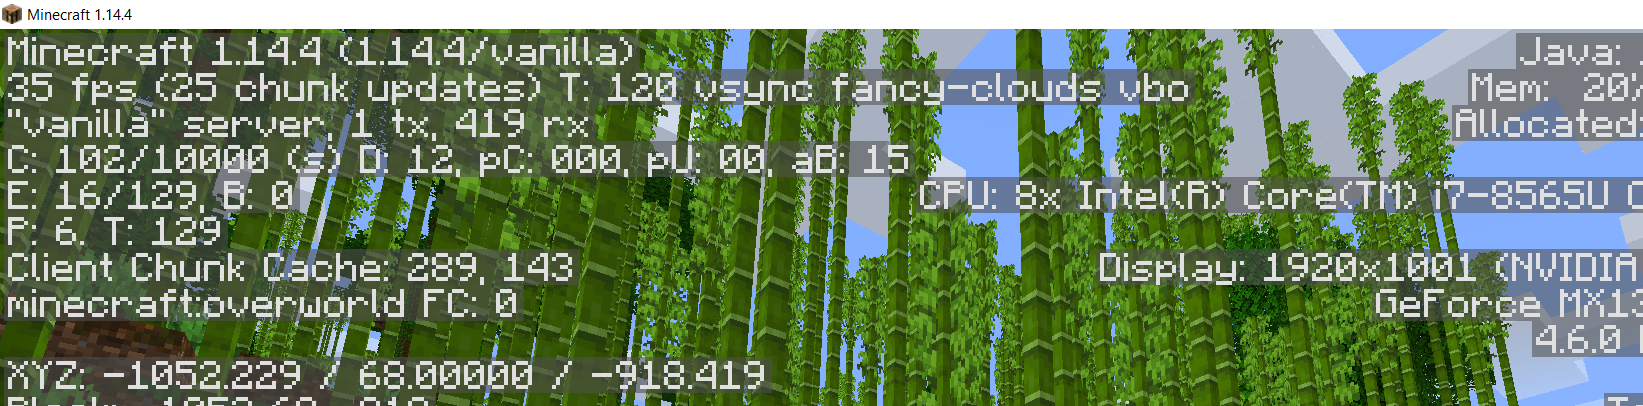 Minecraft 1.14.4
Minecraft 1.14.4 (1.14.4/vanilla)
Java:
35 fps (25 chunk updates) T: 120 vsync fancy-clouds vbo
Mem: 20%
"vanilla" server, 1 tx, 419 rx
Allocated:
C: 102/10000 (s) D: 12, pC: 000, pU: 00, aB: 15
E: 16/129, B: 0
CPU: 8x Intel(R) Core(TM) i7-8565U C
P: 6. T: 129
Client Chunk Cache: 289, 143
Display: 1920x1001 (NVIDIA
minecraft:overworld FC: 0
GeForce MX13
4.6.0
XYZ: -1052.229 / 68.00000 / -918.419